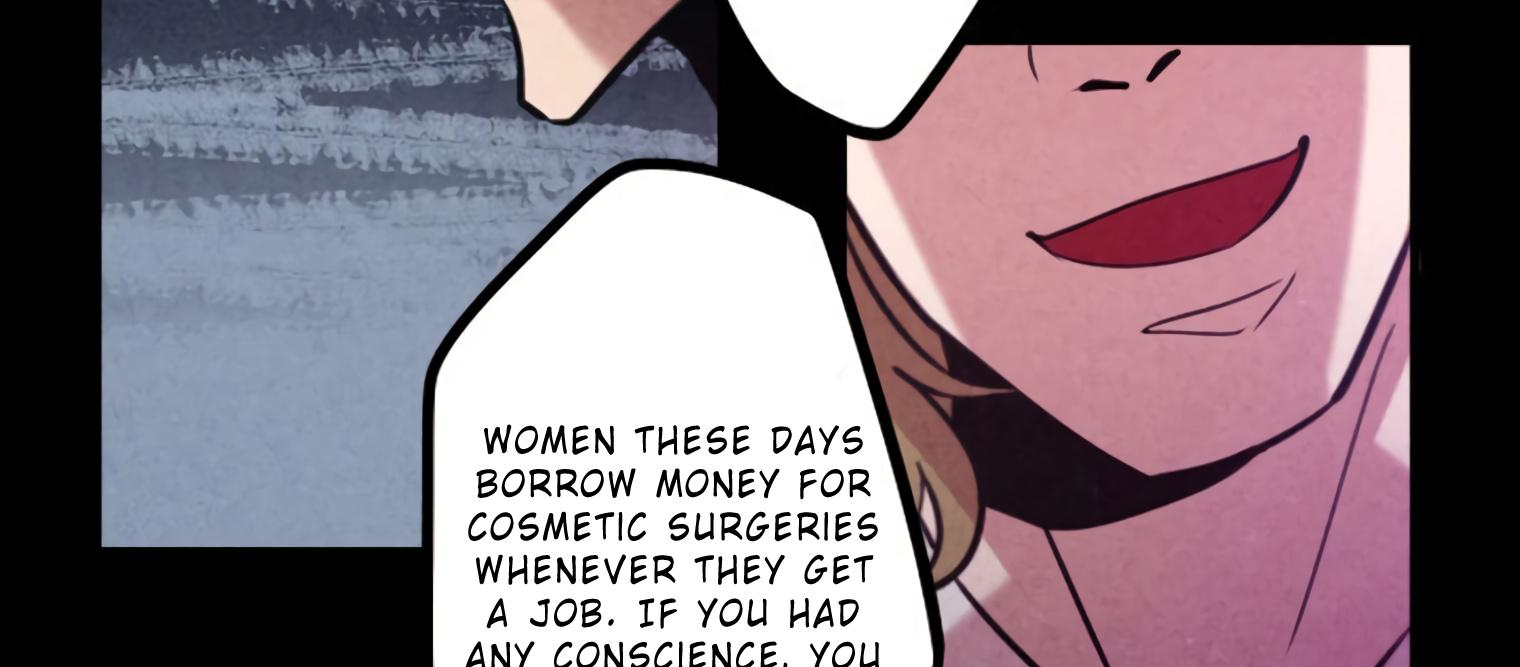 WOMEN THESE DAYS
BORROW MONEY FOR
COSMETIC SURGERIES
WHENEVER THEY GET
A JOB. IF YOU HAD
ANY CONSCIENCE, YOU